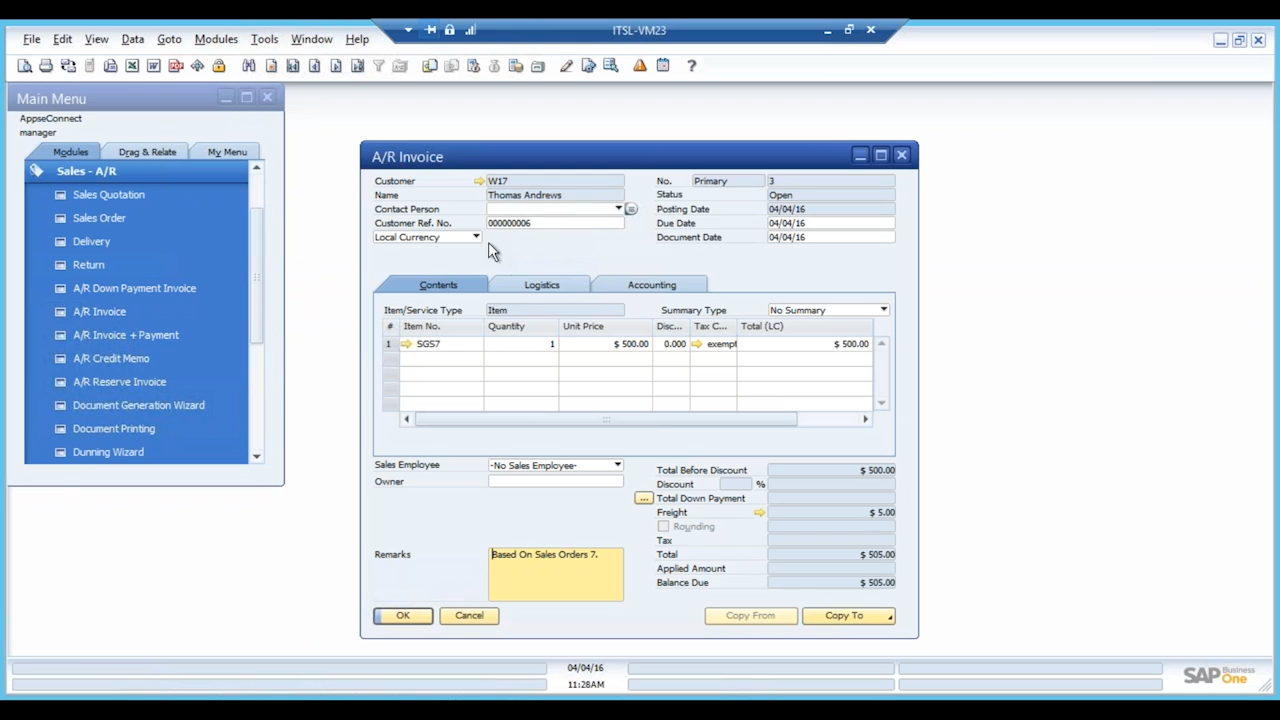 ITSL-VM23
File Edit View Data Goto Modules Tools Window Help
Main Menu
AppseConnect
manager
Modules Drag & Relate My Menu
Sales - A/R
Sales Quotation
Sales Order
Delivery
Return
A/R Down Payment Invoice
A/R Invoice
A/R Invoice + Payment
A/R Credit Memo
A/R Reserve Invoice
Document Generation Wizard
Document Printing
Dunning Wizard
A/R Invoice
Customer W17 No. Primary 3
Name Thomas Andrews Status Open
Contact Person Posting Date 04/04/16
Customer Ref. No. 000000006 Due Date 04/04/16
Local Currency Document Date 04/04/16
Contents Logistics Accounting
Item/Service Type Item Summary Type No Summary
# Item No. Quantity Unit Price Disc... Tax C... Total (LC)
1 SGS7 1 $ 500.00 0.000 exempt $ 500.00
Sales Employee -No Sales Employee- Total Before Discount $ 500.00
Owner Discount %
... Total Down Payment
Freight $ 5.00
Rounding
Tax
Remarks Based On Sales Orders 7. Total $ 505.00
Applied Amount
Balance Due $ 505.00
OK Cancel Copy From Copy To
04/04/16
11:28AM
SAP Business One